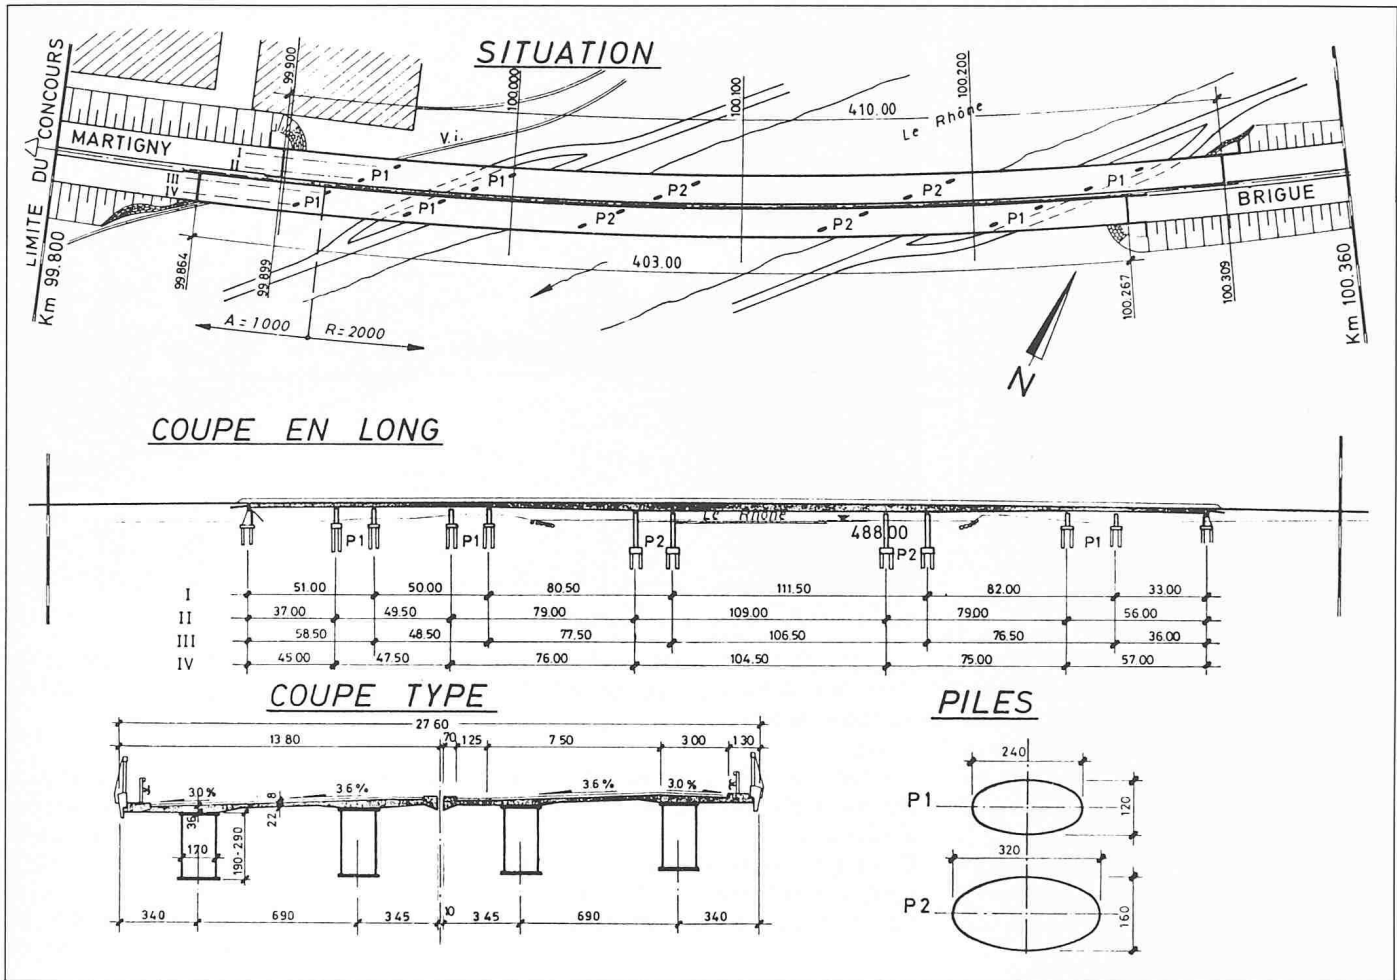 SITUATION
LIMITE DU CONCOURS
Km 99.800
MARTIGNY
99.900
100.000
100.100
100.200
410.00
Le Rhône
V.i.
I
II
III
IV
P1
P1
P2
P2
P1
P1
P2
P2
P1
BRIGUE
403.00
99.864
99.899
100.267
100.309
Km 100.360
A = 1000
R = 2000
N
COUPE EN LONG
Le Rhône
488.00
P1
P1
P2
P2
P1
I 51.00 50.00 80.50 111.50 82.00 33.00
II 37.00 49.50 79.00 109.00 79.00 56.00
III 58.50 48.50 77.50 106.50 76.50 36.00
IV 45.00 47.50 76.00 104.50 75.00 57.00
COUPE TYPE
27 60
13 80 70 125 7 50 3 00 130
3.0% 3.6% 3.6% 3.0%
36
22 8
170
190-290
340 690 345 10 345 690 340
PILES
240
P1
120
320
P2
160